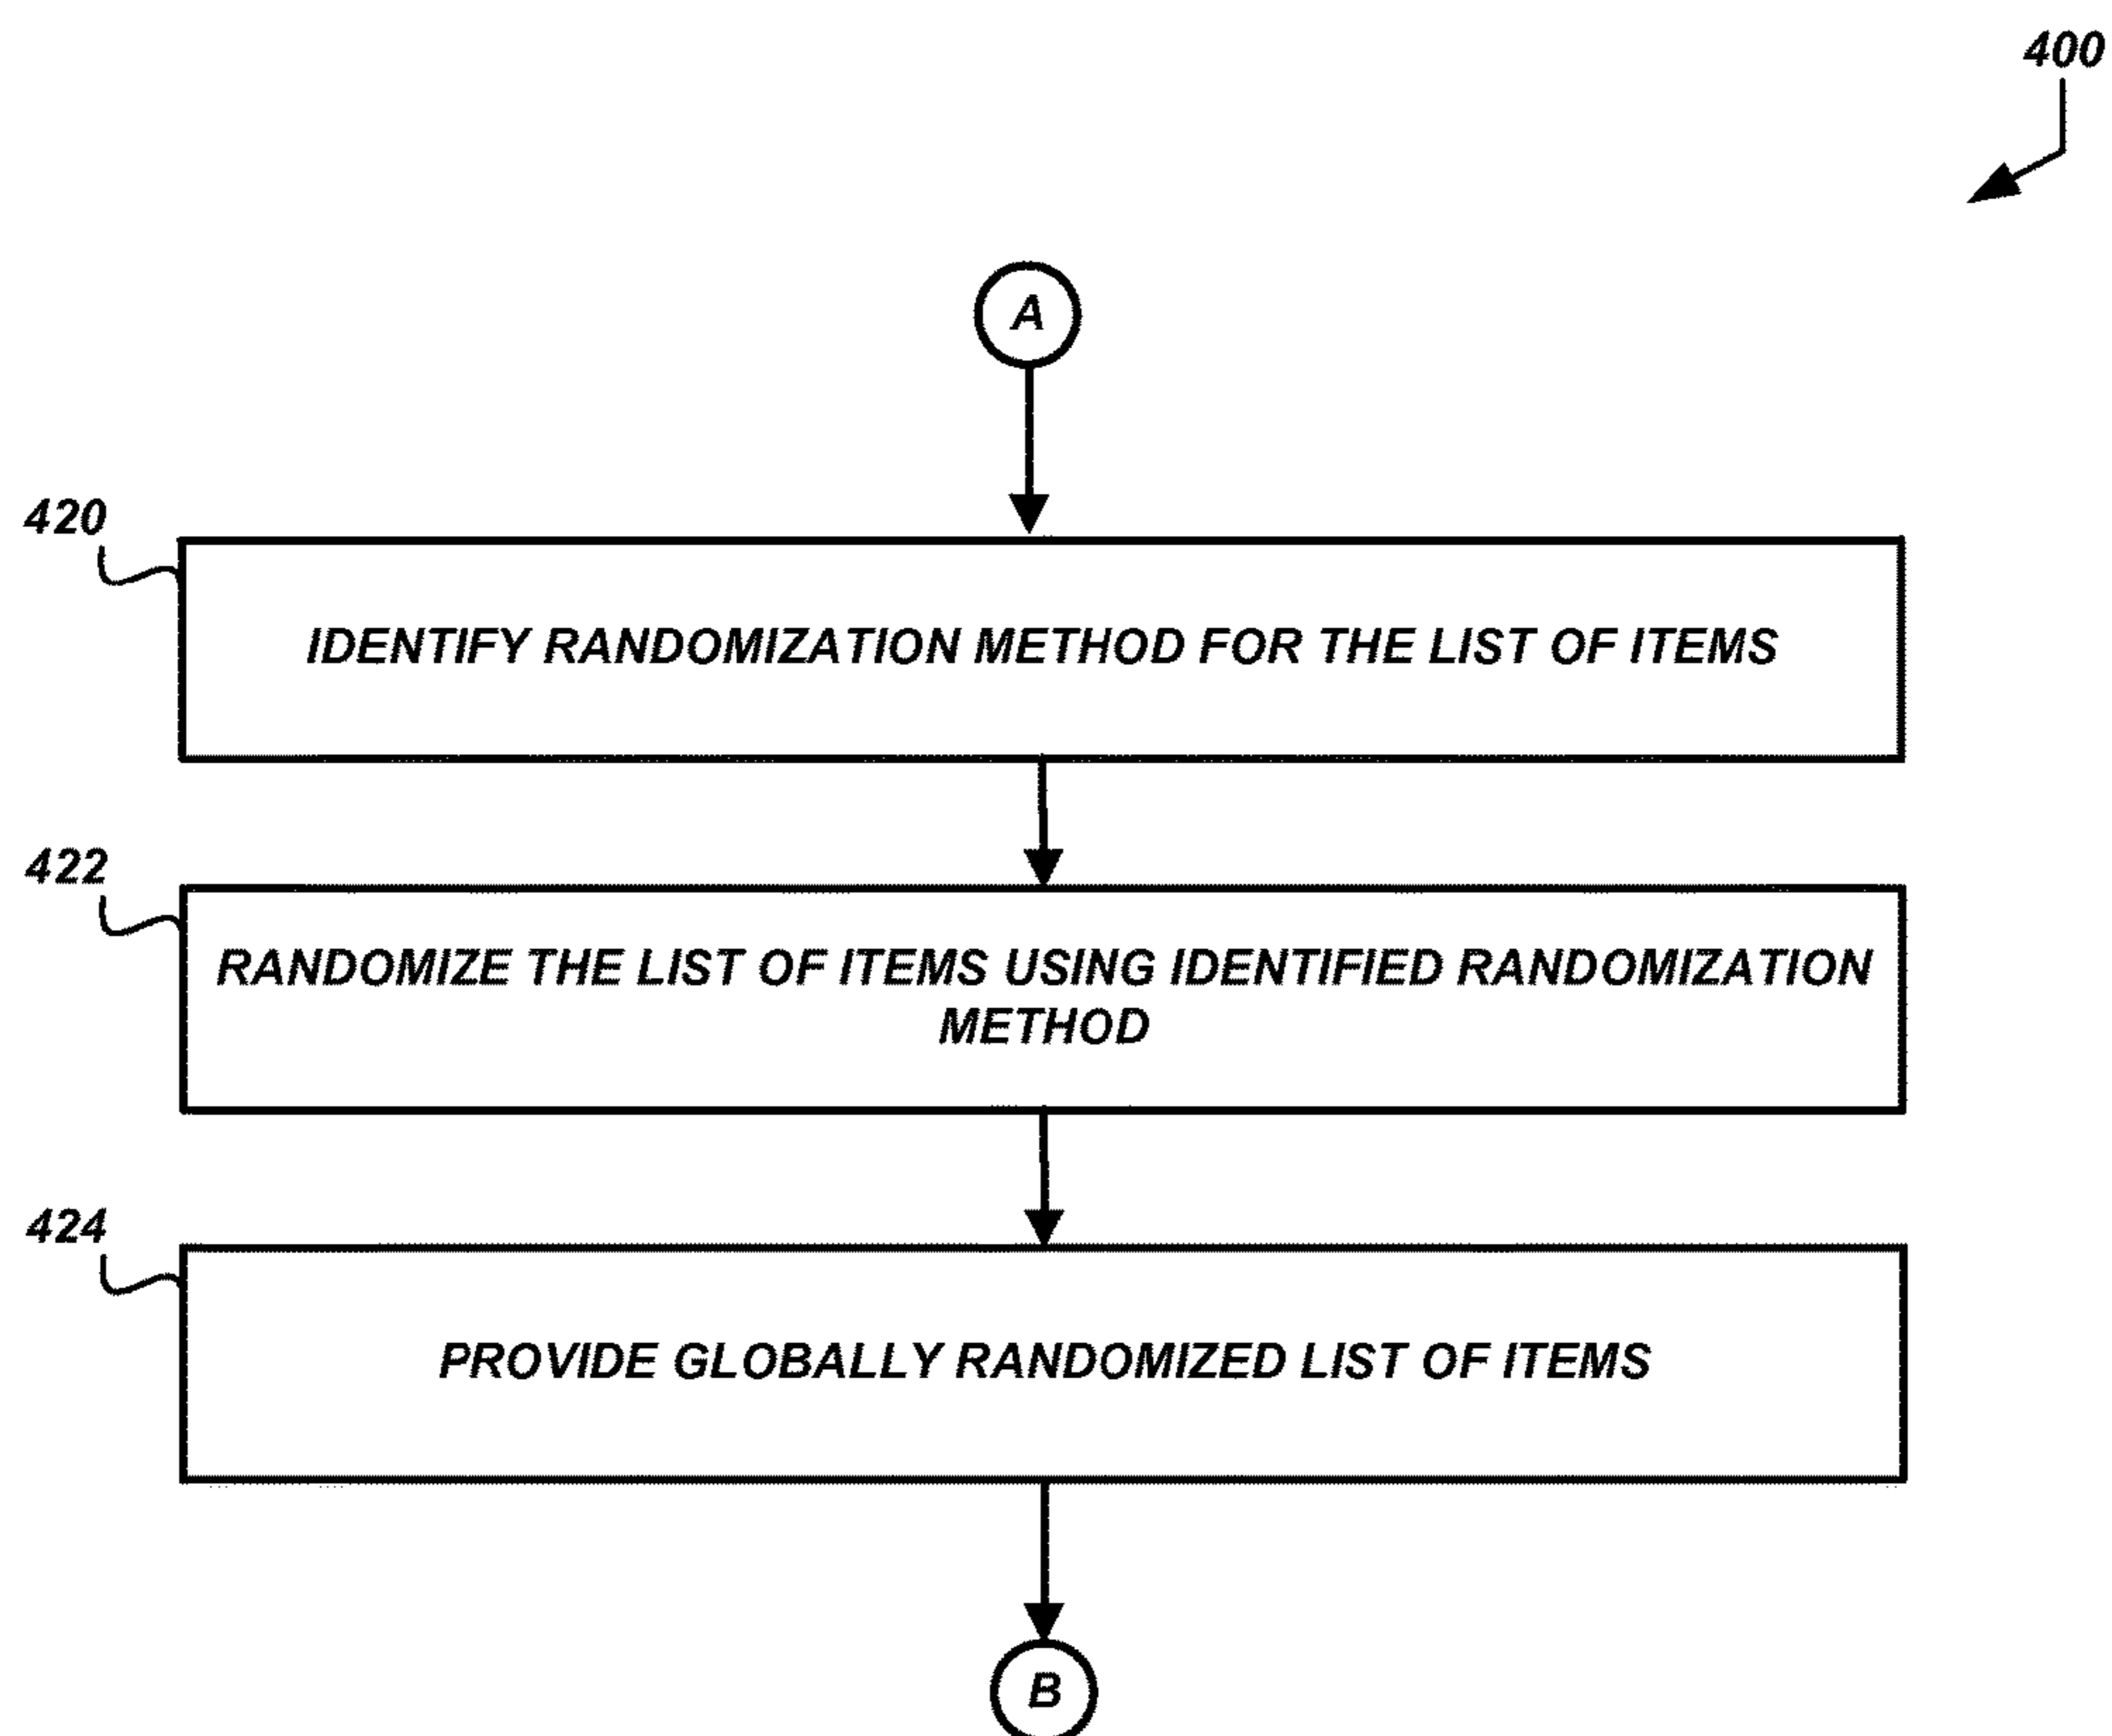 400
A
420
IDENTIFY RANDOMIZATION METHOD FOR THE LIST OF ITEMS
422
RANDOMIZE THE LIST OF ITEMS USING IDENTIFIED RANDOMIZATION
METHOD
424
PROVIDE GLOBALLY RANDOMIZED LIST OF ITEMS
B